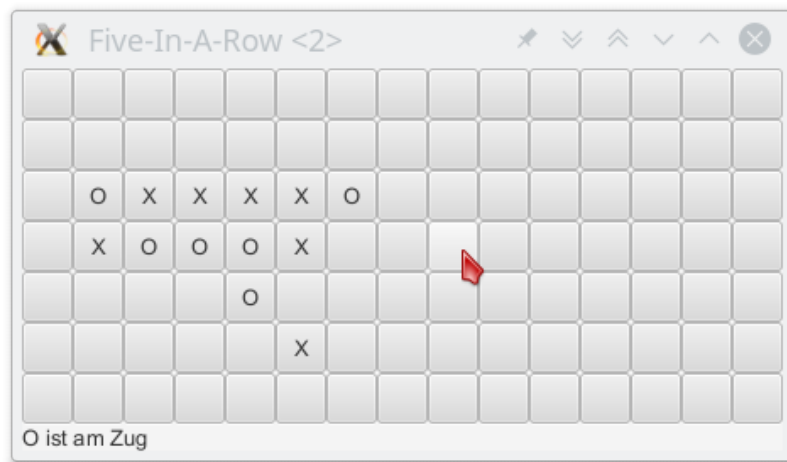 Five-In-A-Row <2>
O X X X X O
X O O O X
O
X
O ist am Zug